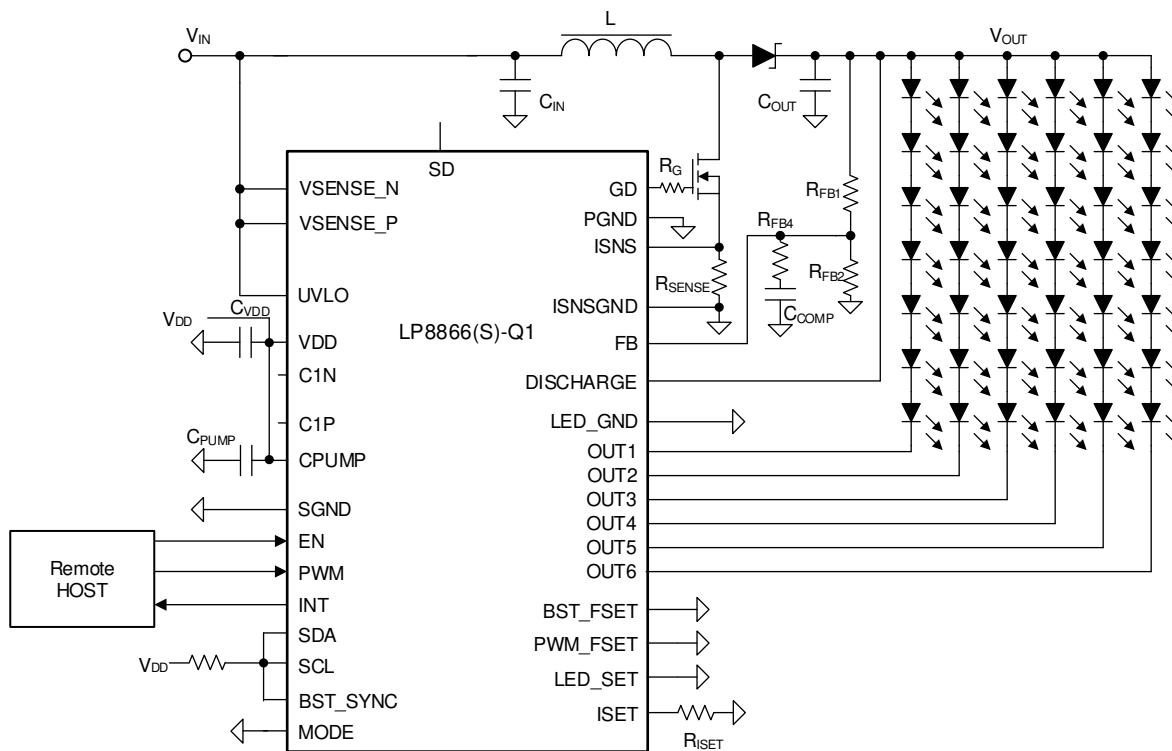 L
VIN
VOUT
CIN
COUT
SD
RG
VSENSE_N
GD
RFB1
VSENSE_P
PGND
RFB4
ISNS
RSENSE
RFB2
UVLO
ISNSGND
CVDD
VDD
CCOMP
LP8866(S)-Q1
VDD
FB
C1N
DISCHARGE
C1P
LED_GND
CPUMP
CPUMP
OUT1
OUT2
OUT3
SGND
OUT4
EN
OUT5
Remote
HOST
PWM
OUT6
INT
BST_FSET
SDA
PWM_FSET
VDD
SCL
LED_SET
BST_SYNC
ISET
MODE
RISET